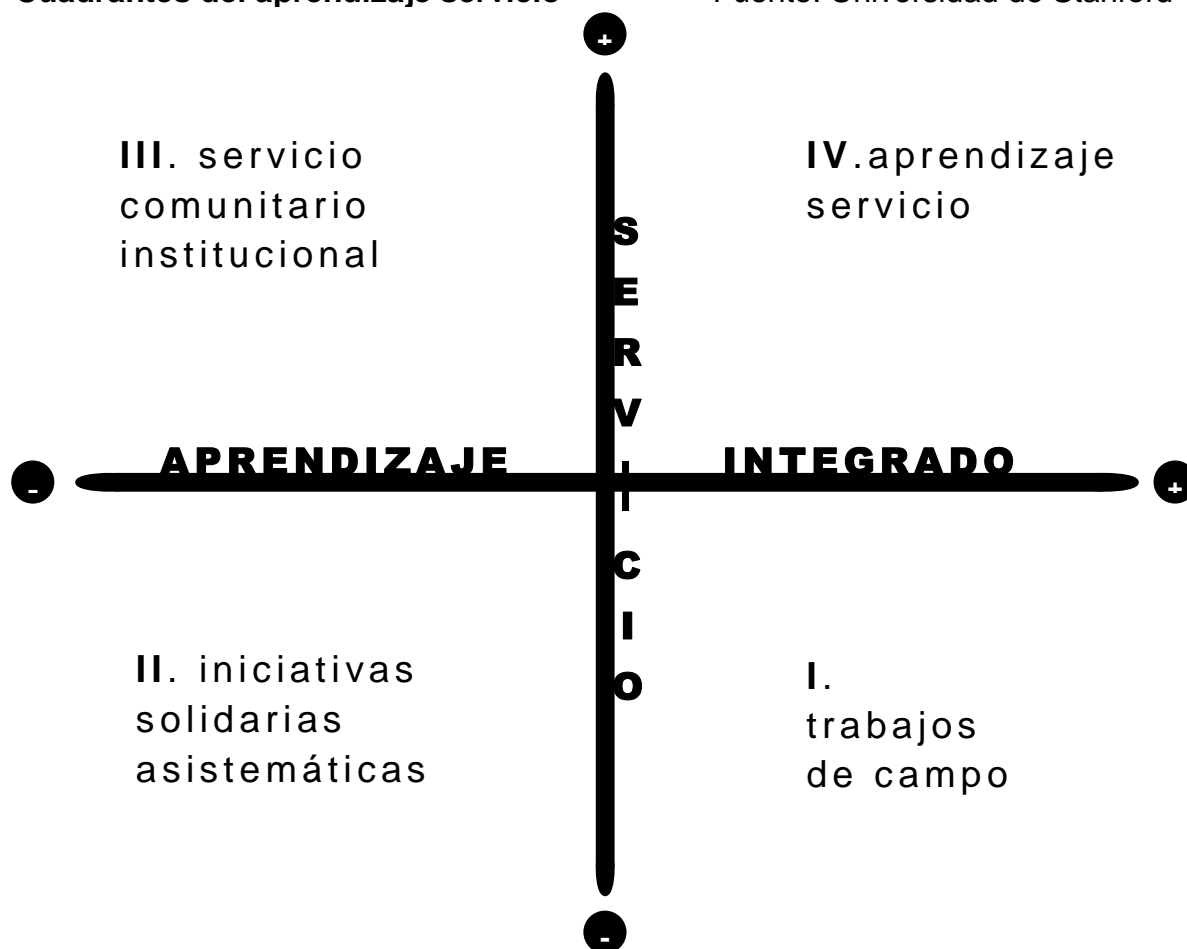 Cuadrantes del aprendizaje servicio Fuente: Universidad de Stanford
+
III. servicio
comunitario
institucional
IV.aprendizaje
servicio
SERVICIO
APRENDIZAJE INTEGRADO
-
+
II. iniciativas
solidarias
asistemáticas
I.
trabajos
de campo
-